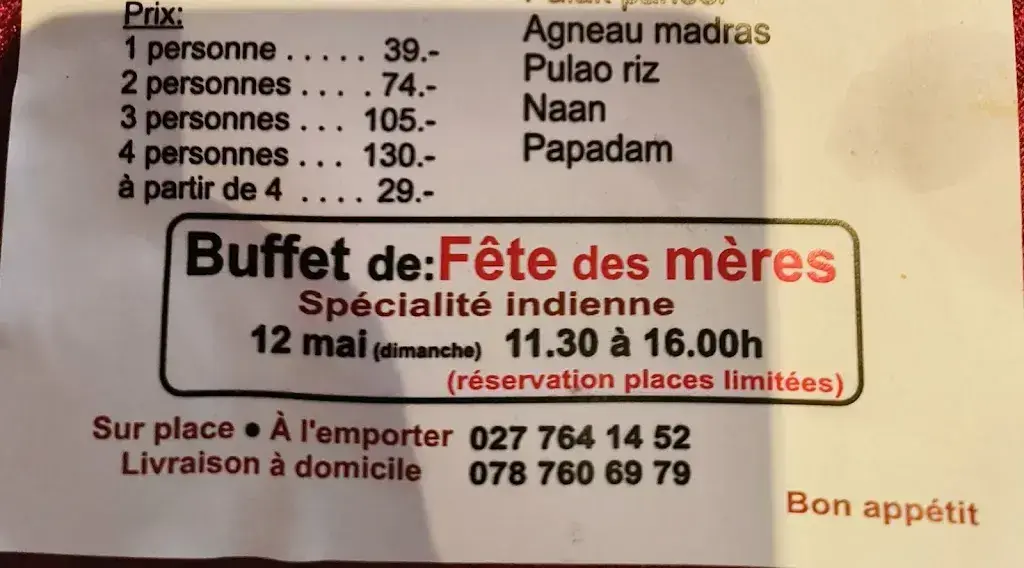 Prix:
1 personne ..... 39.-
2 personnes .... 74.-
3 personnes ... 105.-
4 personnes ... 130.-
à partir de 4 .... 29.-
Agneau madras
Pulao riz
Naan
Papadam
Buffet de:Fête des mères
Spécialité indienne
12 mai (dimanche) 11.30 à 16.00h
(réservation places limitées)
Sur place ● À l'emporter 027 764 14 52
Livraison à domicile 078 760 69 79
Bon appétit